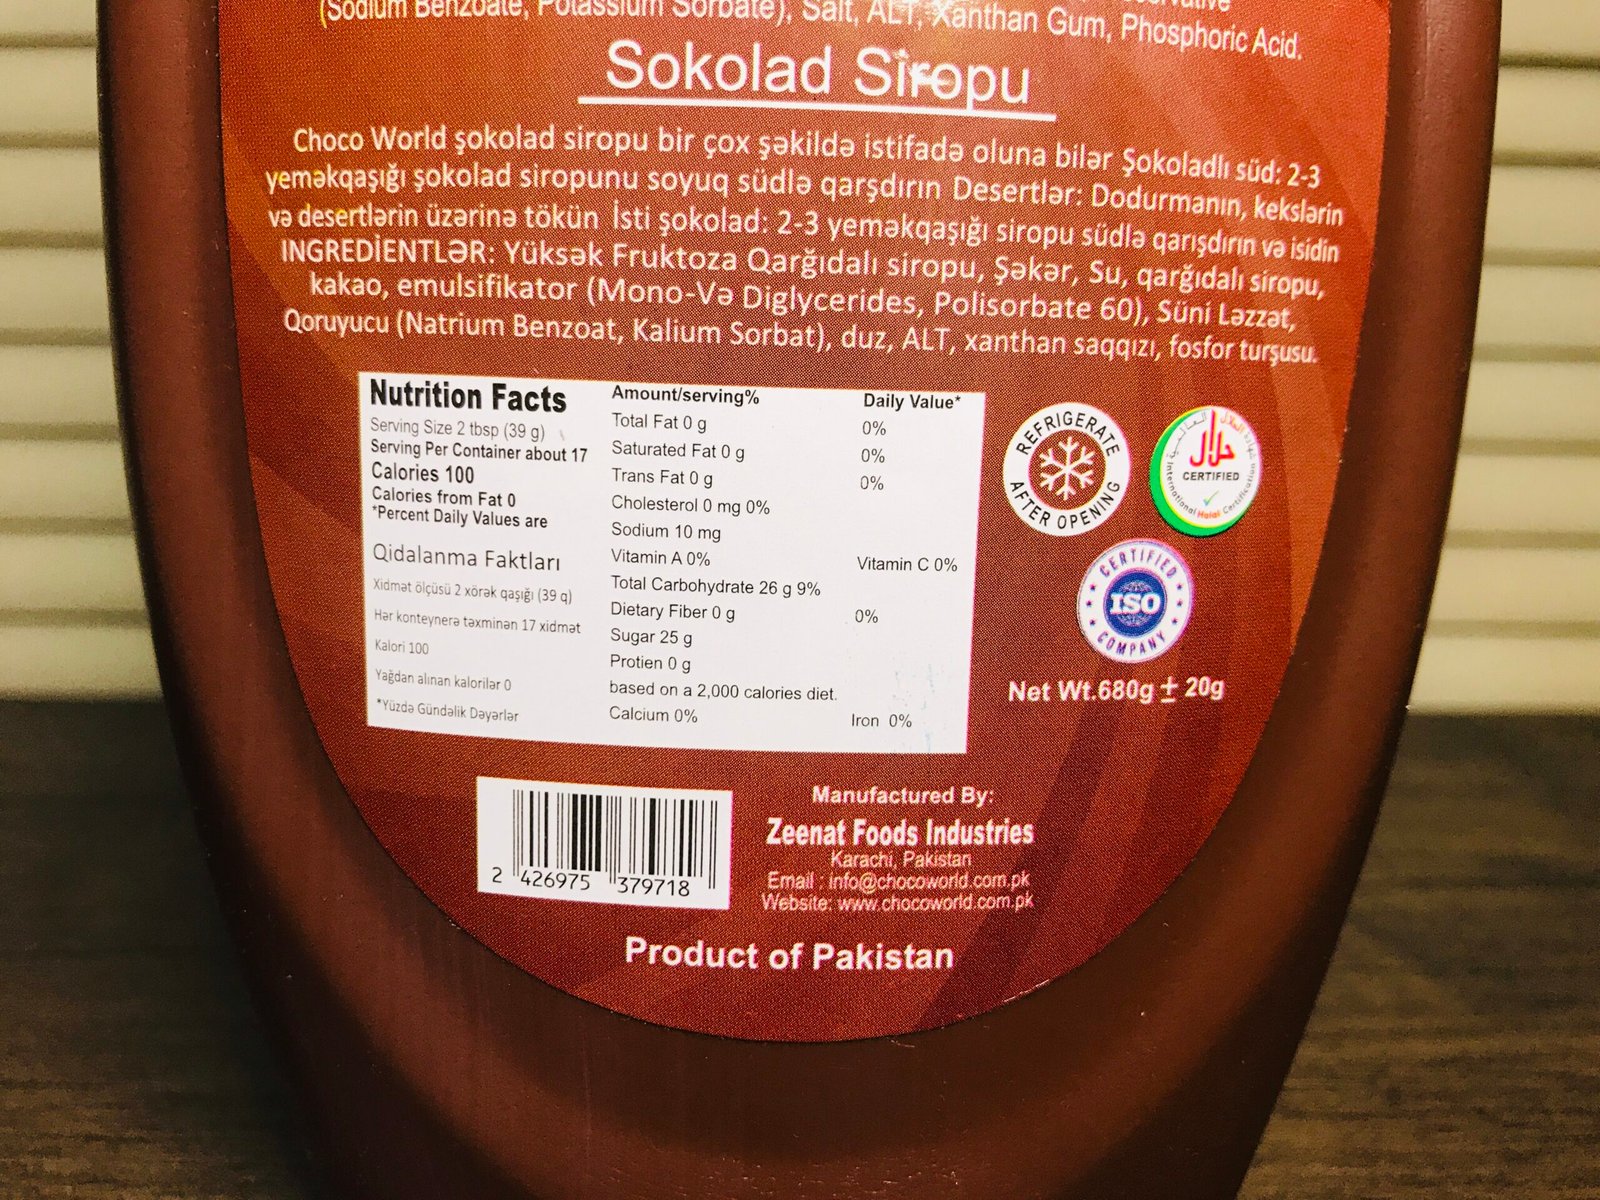 (Sodium Benzoate, Potassium Sorbate), Salt, ALT, Xanthan Gum, Phosphoric Acid.
Sokolad Siropu
Choco World şokolad siropu bir çox şəkildə istifadə oluna bilər Şokoladlı süd: 2-3
yeməkqaşığı şokolad siropunu soyuq südlə qarşdırın Desertlər: Dodurmanın, kekslərin
və desertlərin üzərinə tökün İsti şokolad: 2-3 yeməkqaşığı siropu südlə qarışdırın və isidin
INGREDİENTLƏR: Yüksək Fruktoza Qarğıdalı siropu, Şəkər, Su, qarğıdalı siropu,
kakao, emulsifikator (Mono-Və Diglycerides, Polisorbate 60), Süni Ləzzət,
Qoruyucu (Natrium Benzoat, Kalium Sorbat), duz, ALT, xanthan saqqızı, fosfor turşusu.
Nutrition Facts
Serving Size 2 tbsp (39 g)
Serving Per Container about 17
Calories 100
Calories from Fat 0
*Percent Daily Values are
Qidalanma Faktları
Xidmət ölçüsü 2 xörək qaşığı (39 q)
Hər konteynerə təxminən 17 xidmət
Kalori 100
Yağdan alınan kalorilər 0
*Yüzdə Gündəlik Dəyərlər
Amount/serving% Daily Value*
Total Fat 0 g 0%
Saturated Fat 0 g 0%
Trans Fat 0 g 0%
Cholesterol 0 mg 0%
Sodium 10 mg
Vitamin A 0% Vitamin C 0%
Total Carbohydrate 26 g 9%
Dietary Fiber 0 g 0%
Sugar 25 g
Protien 0 g
based on a 2,000 calories diet.
Calcium 0% Iron 0%
REFRIGERATE
AFTER OPENING
حلال
CERTIFIED
International Halal Certification
CERTIFIED
ISO
COMPANY
Net Wt.680g ± 20g
2 426975 379718
Manufactured By:
Zeenat Foods Industries
Karachi, Pakistan
Email : info@chocoworld.com.pk
Website: www.chocoworld.com.pk
Product of Pakistan